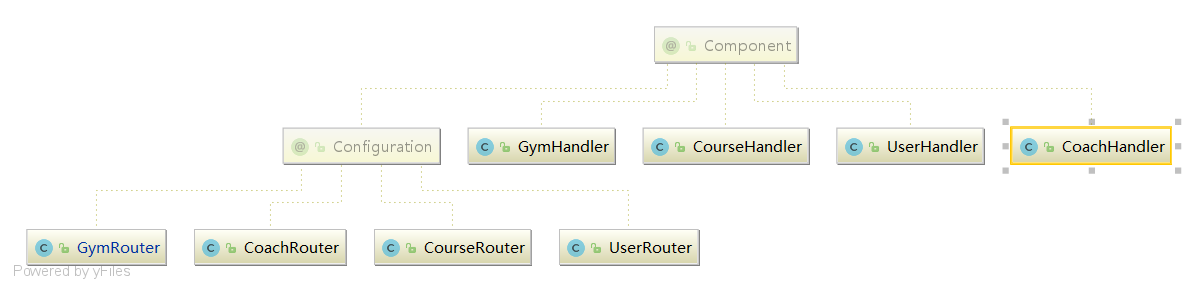 @ Component
@ Configuration
C GymHandler
C CourseHandler
C UserHandler
C CoachHandler
C GymRouter
C CoachRouter
C CourseRouter
C UserRouter
Powered by yFiles